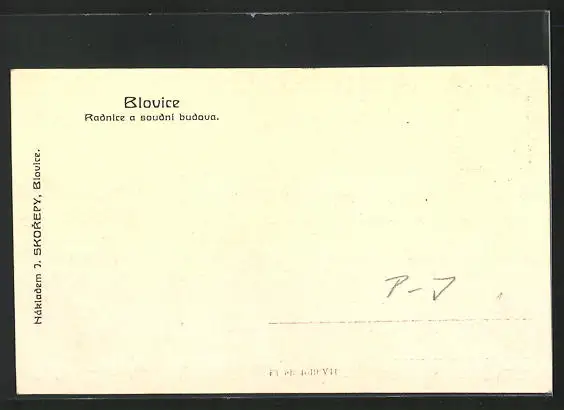 Blovice
Radnice a soudní budova.
Nákladem J. SKOŘEPY, Blovice.
P-J